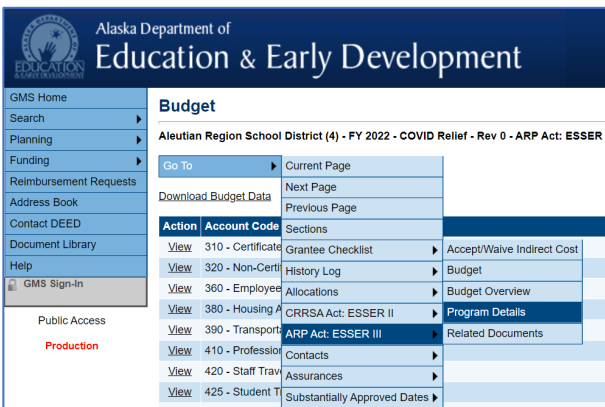 Alaska Department of
Education & Early Development
EDUCATION
& EARLY DEVELOPMENT
GMS Home
Search
Planning
Funding
Reimbursement Requests
Address Book
Contact DEED
Document Library
Help
GMS Sign-In
Public Access
Production
Budget
Aleutian Region School District (4) - FY 2022 - COVID Relief - Rev 0 - ARP Act: ESSER
Go To
Download Budget Data
Current Page
Next Page
Previous Page
Sections
Grantee Checklist
History Log
Allocations
CRRSA Act: ESSER II
ARP Act: ESSER III
Contacts
Assurances
Substantially Approved Dates
Accept/Waive Indirect Cost
Budget
Budget Overview
Program Details
Related Documents
Action Account Code
View 310 - Certificate
View 320 - Non-Certi
View 360 - Employee
View 380 - Housing A
View 390 - Transport
View 410 - Profession
View 420 - Staff Trav
View 425 - Student T